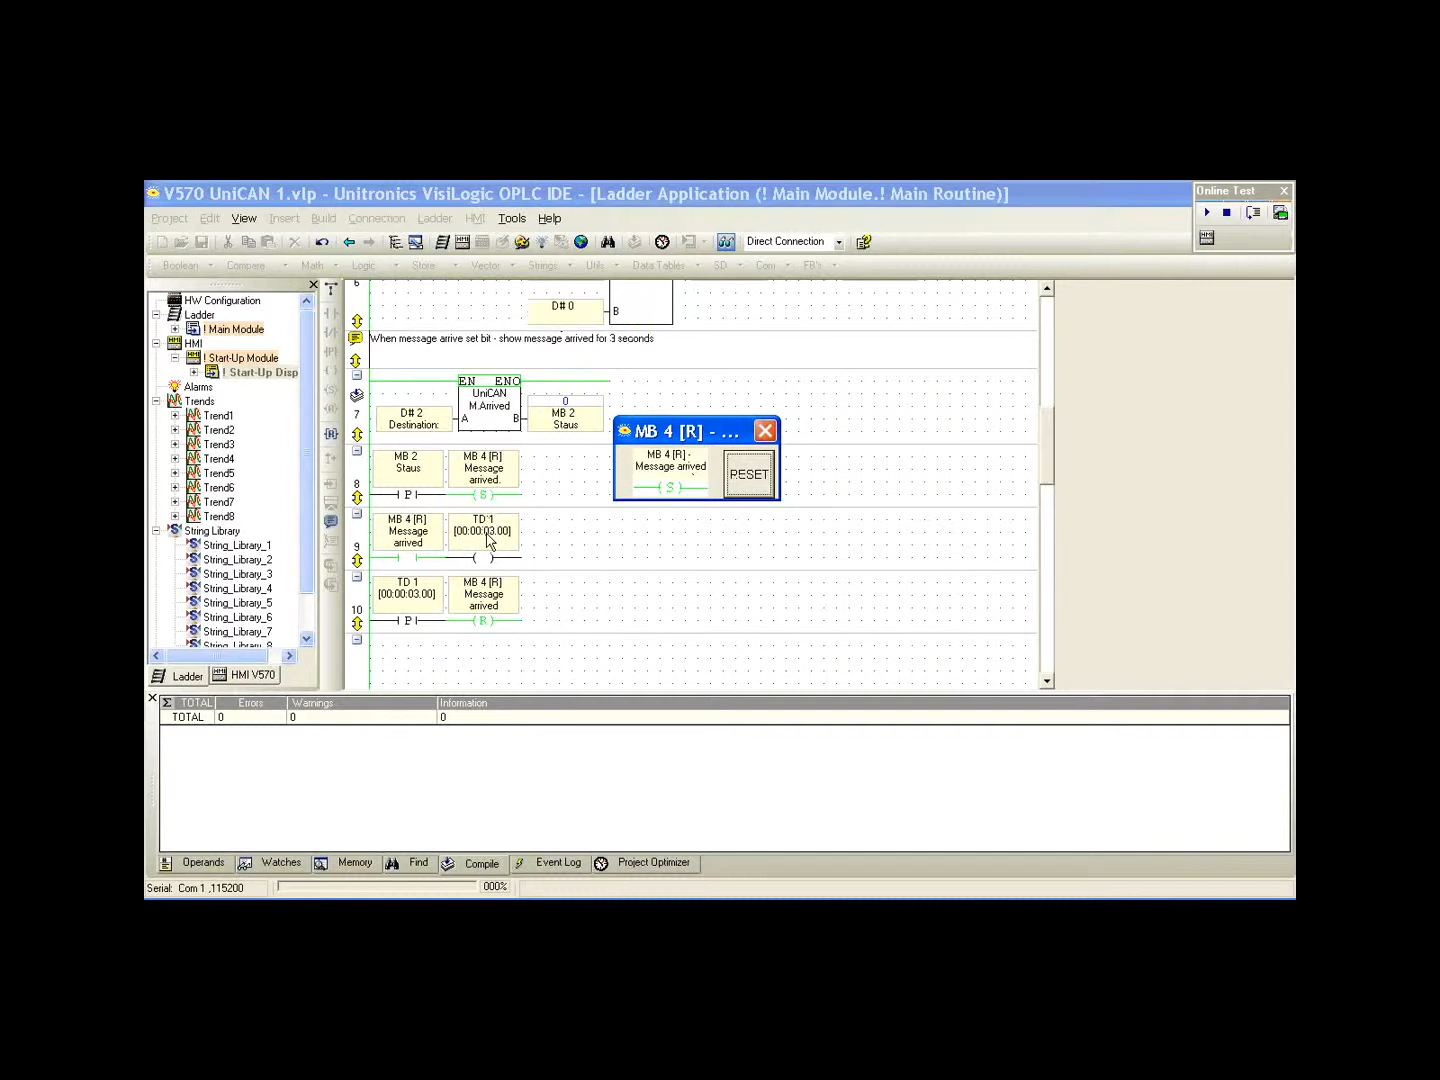 V570 UniCAN 1.vlp - Unitronics VisiLogic OPLC IDE - [Ladder Application (! Main Module.! Main Routine)]
Online Test
Project Edit View Insert Build Connection Ladder HMI Tools Help
Direct Connection
Boolean Compare Math Logic Store Vector Strings Utils Data Tables SD Com FB's
HW Configuration
Ladder
! Main Module
HMI
! Start-Up Module
! Start-Up Disp
Alarms
Trends
Trend1
Trend2
Trend3
Trend4
Trend5
Trend6
Trend7
Trend8
String Library
String_Library_1
String_Library_2
String_Library_3
String_Library_4
String_Library_5
String_Library_6
String_Library_7
String_Library_8
Ladder
HMI V570
6
D# 0
B
When message arrive set bit - show message arrived for 3 seconds
7
EN ENO
UniCAN
M.Arrived
A B
D# 2
Destination:
0
MB 2
Staus
8
MB 2
Staus
MB 4 [R]
Message
arrived.
P
S
9
MB 4 [R]
Message
arrived
TD 1
[00:00:03.00]
10
TD 1
[00:00:03.00]
MB 4 [R]
Message
arrived
P
R
MB 4 [R] - ...
MB 4 [R] -
Message arrived
S
RESET
Σ TOTAL Errors Warnings Information
TOTAL 0 0 0
Operands Watches Memory Find Compile Event Log Project Optimizer
Serial: Com 1 ,115200
000%